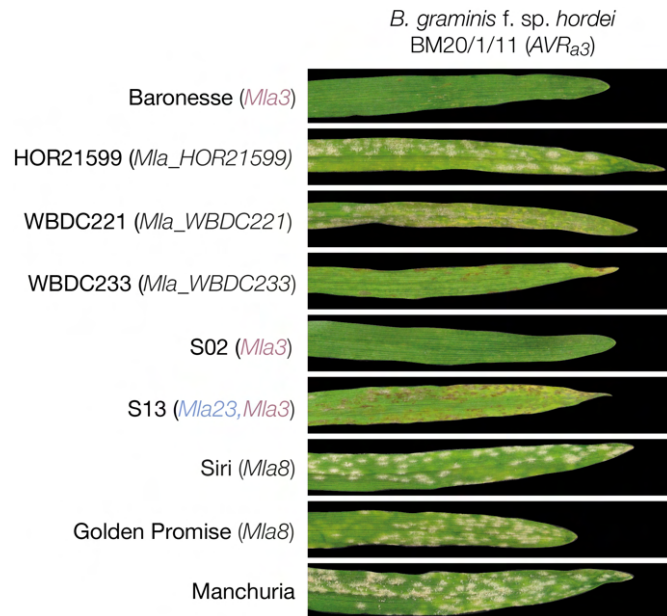 B. graminis f. sp. hordei
BM20/1/11 (AVRa3)
Baronesse (Mla3)
HOR21599 (Mla_HOR21599)
WBDC221 (Mla_WBDC221)
WBDC233 (Mla_WBDC233)
S02 (Mla3)
S13 (Mla23,Mla3)
Siri (Mla8)
Golden Promise (Mla8)
Manchuria